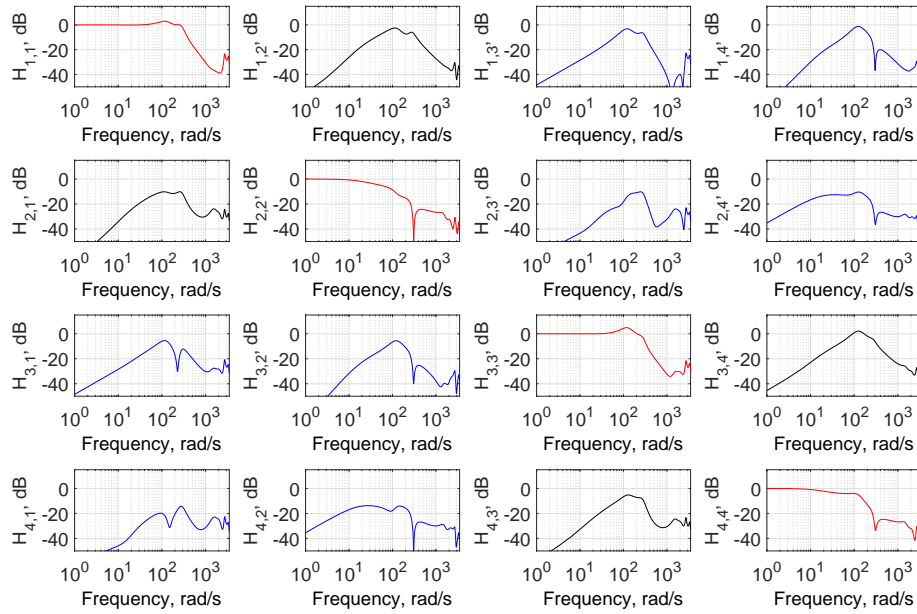 H1,1, dB
0
-20
-40
10^0 10^1 10^2 10^3
Frequency, rad/s
H1,2, dB
0
-20
-40
10^0 10^1 10^2 10^3
Frequency, rad/s
H1,3, dB
0
-20
-40
10^0 10^1 10^2 10^3
Frequency, rad/s
H1,4, dB
0
-20
-40
10^0 10^1 10^2 10^3
Frequency, rad/s
H2,1, dB
0
-20
-40
10^0 10^1 10^2 10^3
Frequency, rad/s
H2,2, dB
0
-20
-40
10^0 10^1 10^2 10^3
Frequency, rad/s
H2,3, dB
0
-20
-40
10^0 10^1 10^2 10^3
Frequency, rad/s
H2,4, dB
0
-20
-40
10^0 10^1 10^2 10^3
Frequency, rad/s
H3,1, dB
0
-20
-40
10^0 10^1 10^2 10^3
Frequency, rad/s
H3,2, dB
0
-20
-40
10^0 10^1 10^2 10^3
Frequency, rad/s
H3,3, dB
0
-20
-40
10^0 10^1 10^2 10^3
Frequency, rad/s
H3,4, dB
0
-20
-40
10^0 10^1 10^2 10^3
Frequency, rad/s
H4,1, dB
0
-20
-40
10^0 10^1 10^2 10^3
Frequency, rad/s
H4,2, dB
0
-20
-40
10^0 10^1 10^2 10^3
Frequency, rad/s
H4,3, dB
0
-20
-40
10^0 10^1 10^2 10^3
Frequency, rad/s
H4,4, dB
0
-20
-40
10^0 10^1 10^2 10^3
Frequency, rad/s